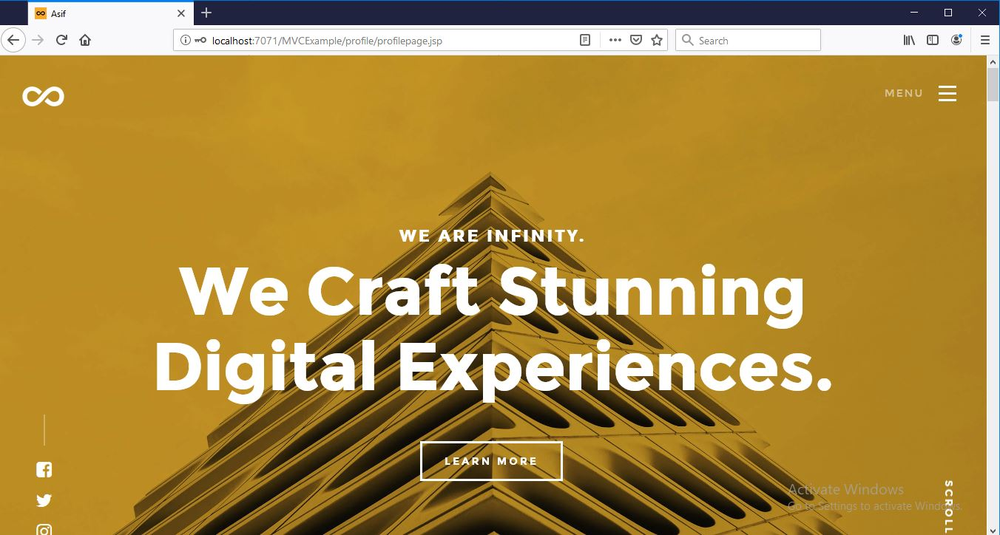 Asif
localhost:7071/MVCExample/profile/profilepage.jsp
Search
MENU
WE ARE INFINITY.
We Craft Stunning
Digital Experiences.
LEARN MORE
Activate Windows
Go to Settings to activate Windows.
SCROLL